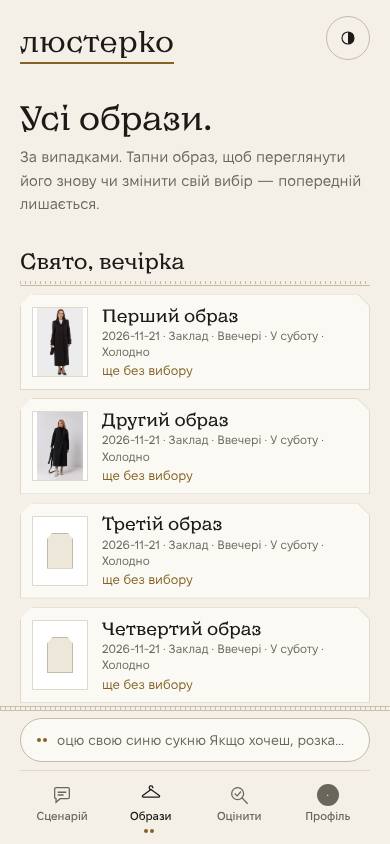 люстерко
Усі образи.
За випадками. Тапни образ, щоб переглянути
його знову чи змінити свій вибір — попередній
лишається.
Свято, вечірка
Перший образ
2026-11-21 · Заклад · Ввечері · У суботу ·
Холодно
ще без вибору
Другий образ
2026-11-21 · Заклад · Ввечері · У суботу ·
Холодно
ще без вибору
Третій образ
2026-11-21 · Заклад · Ввечері · У суботу ·
Холодно
ще без вибору
Четвертий образ
2026-11-21 · Заклад · Ввечері · У суботу ·
Холодно
ще без вибору
оцю свою синю сукню Якщо хочеш, розка...
Сценарій
Образи
Оцінити
Профіль